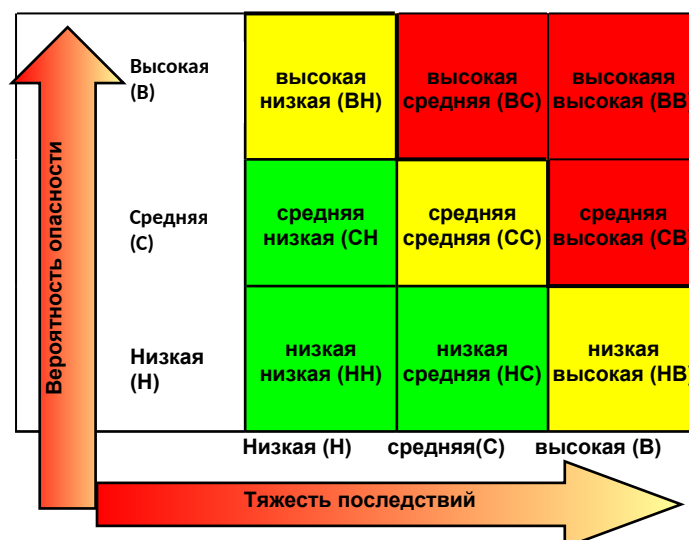 Вероятность опасности
Высокая
(В)
высокая
низкая (ВН)
высокая
средняя (ВС)
высокаяя
высокая (ВВ)
Средняя
(С)
средняя
низкая (СН
средняя
средняя (СС)
средняя
высокая (СВ)
Низкая
(Н)
низкая
низкая (НН)
низкая
средняя (НС)
низкая
высокая (НВ)
Низкая (Н) средняя(С) высокая (В)
Тяжесть последствий